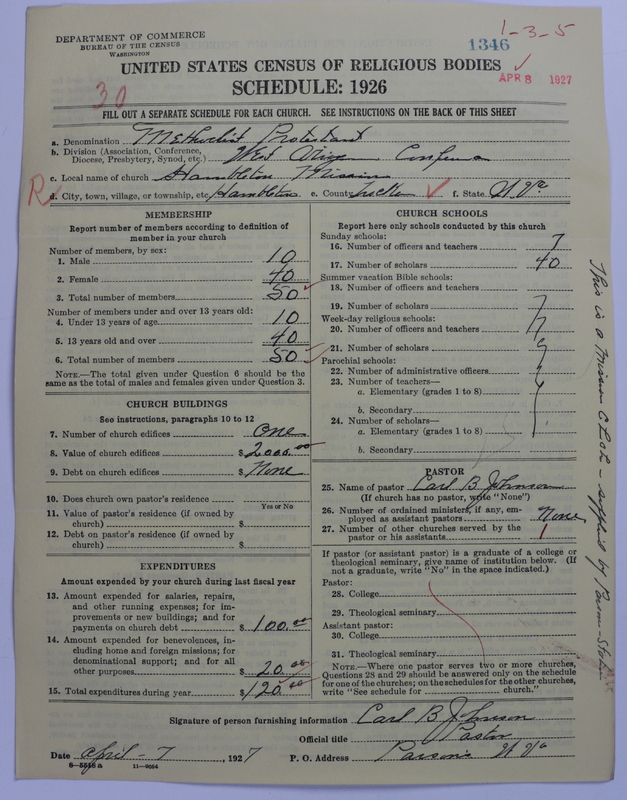 DEPARTMENT OF COMMERCE
BUREAU OF THE CENSUS
WASHINGTON
1-3-5
1346
APR 8 1927
UNITED STATES CENSUS OF RELIGIOUS BODIES
SCHEDULE: 1926
30
FILL OUT A SEPARATE SCHEDULE FOR EACH CHURCH. SEE INSTRUCTIONS ON THE BACK OF THIS SHEET
a. Denomination Methodist Protestant
b. Division (Association, Conference, Diocese, Presbytery, Synod, etc.) West Conference
c. Local name of church Hambleton Mission
R d. City, town, village, or township, etc. Hambleton e. County Tucker f. State W. Va
MEMBERSHIP
Report number of members according to definition of member in your church
Number of members, by sex:
1. Male 10
2. Female 40
3. Total number of members 50
Number of members under and over 13 years old:
4. Under 13 years of age 10
5. 13 years old and over 40
6. Total number of members 50
NOTE.—The total given under Question 6 should be the same as the total of males and females given under Question 3.
CHURCH BUILDINGS
See instructions, paragraphs 10 to 12
7. Number of church edifices one
8. Value of church edifices $ 2000.00
9. Debt on church edifices $ None
10. Does church own pastor's residence
Yes or No
11. Value of pastor's residence (if owned by church) $
12. Debt on pastor's residence (if owned by church) $
EXPENDITURES
Amount expended by your church during last fiscal year
13. Amount expended for salaries, repairs, and other running expenses; for improvements or new buildings; and for payments on church debt $ 100.00
14. Amount expended for benevolences, including home and foreign missions; for denominational support; and for all other purposes $ 20.00
15. Total expenditures during year $ 120.00
CHURCH SCHOOLS
Report here only schools conducted by this church
Sunday schools:
16. Number of officers and teachers 7
17. Number of scholars 40
Summer vacation Bible schools:
18. Number of officers and teachers
19. Number of scholars
Week-day religious schools:
20. Number of officers and teachers
21. Number of scholars
Parochial schools:
22. Number of administrative officers
23. Number of teachers—
a. Elementary (grades 1 to 8)
b. Secondary
24. Number of scholars—
a. Elementary (grades 1 to 8)
b. Secondary
PASTOR
25. Name of pastor Carl B. Johnson
(If church has no pastor, write "None")
26. Number of ordained ministers, if any, employed as assistant pastors None
27. Number of other churches served by the pastor or his assistants 1
If pastor (or assistant pastor) is a graduate of a college or theological seminary, give name of institution below. (If not a graduate, write "No" in the space indicated.)
Pastor:
28. College
29. Theological seminary
Assistant pastor:
30. College
31. Theological seminary
NOTE.—Where one pastor serves two or more churches, Questions 28 and 29 should be answered only on the schedule for one of the churches; on the schedules for the other churches, write "See schedule for church."
This is a Mission by Parsons
Signature of person furnishing information Carl B. Johnson
Official title Pastor
Date April-7, 1927 P. O. Address Parsons W Va
8-5518 a 11-9684